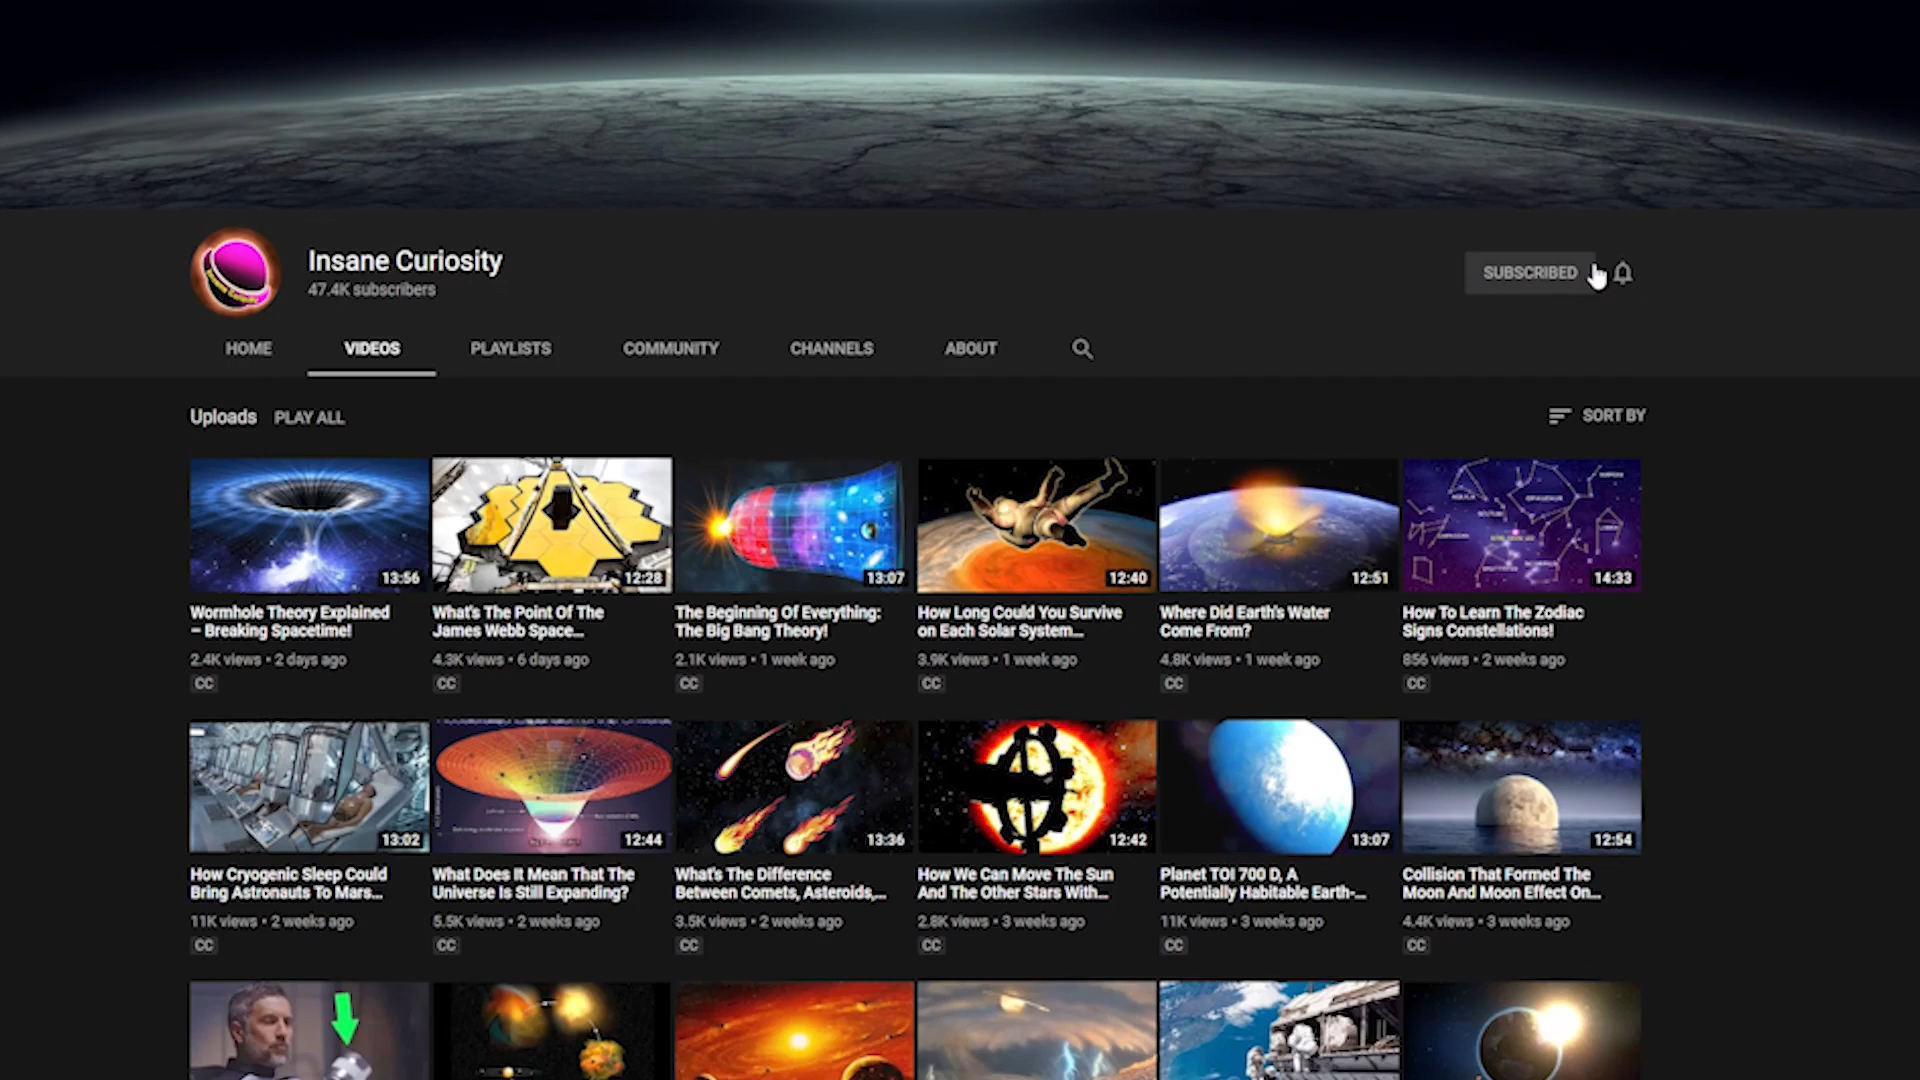 Insane Curiosity
47.4K subscribers
SUBSCRIBED
HOME VIDEOS PLAYLISTS COMMUNITY CHANNELS ABOUT
Uploads PLAY ALL
SORT BY
13:56
12:28
13:07
12:40
12:51
14:33
Wormhole Theory Explained
– Breaking Spacetime!
2.4K views • 2 days ago
CC
What's The Point Of The
James Webb Space...
4.3K views • 6 days ago
CC
The Beginning Of Everything:
The Big Bang Theory!
2.1K views • 1 week ago
CC
How Long Could You Survive
on Each Solar System...
3.9K views • 1 week ago
CC
Where Did Earth's Water
Come From?
4.8K views • 1 week ago
CC
How To Learn The Zodiac
Signs Constellations!
856 views • 2 weeks ago
CC
13:02
12:44
13:36
12:42
13:07
12:54
How Cryogenic Sleep Could
Bring Astronauts To Mars...
11K views • 2 weeks ago
CC
What Does It Mean That The
Universe Is Still Expanding?
5.5K views • 2 weeks ago
CC
What's The Difference
Between Comets, Asteroids,...
3.5K views • 2 weeks ago
CC
How We Can Move The Sun
And The Other Stars With...
2.8K views • 3 weeks ago
CC
Planet TOI 700 D, A
Potentially Habitable Earth-...
11K views • 3 weeks ago
CC
Collision That Formed The
Moon And Moon Effect On...
4.4K views • 3 weeks ago
CC